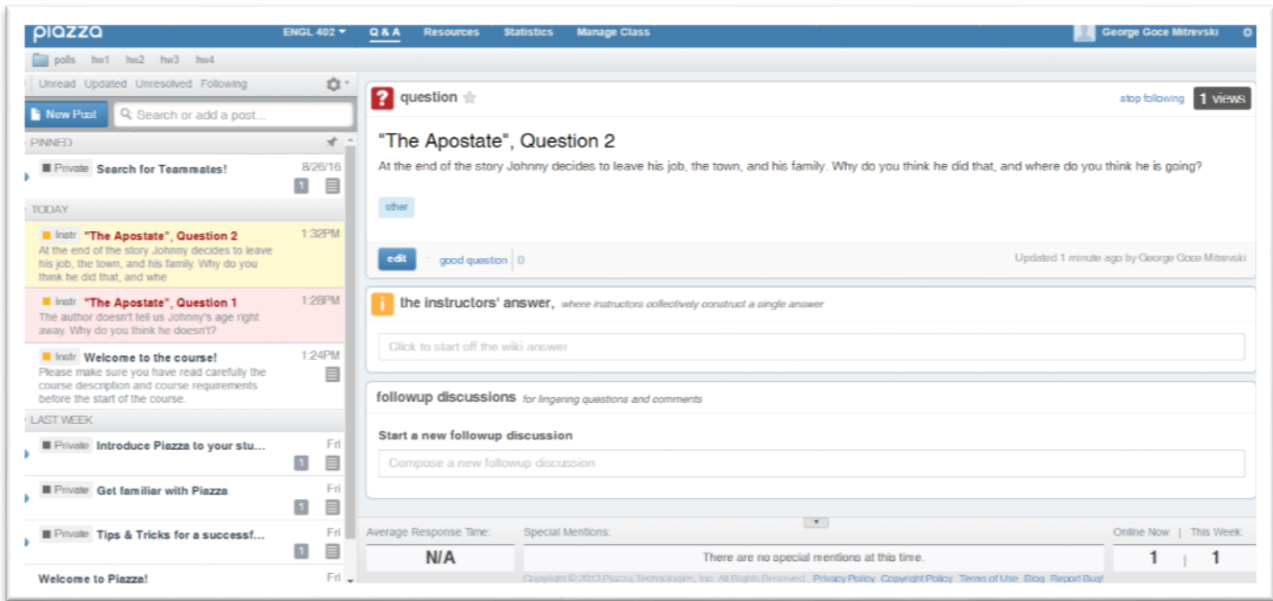 piazza
ENGL 402
Q & A
Resources
Statistics
Manage Class
George Goce Mitrevski
polls hw1 hw2 hw3 hw4
Unread Updated Unresolved Following
New Post
Search or add a post...
PINNED
Private Search for Teammates! 8/26/16
1
TODAY
Instr "The Apostate", Question 2 1:32PM
At the end of the story Johnny decides to leave
his job, the town, and his family. Why do you
think he did that, and whe
Instr "The Apostate", Question 1 1:28PM
The author doesn't tell us Johnny's age right
away. Why do you think he doesn't?
Instr Welcome to the course! 1:24PM
Please make sure you have read carefully the
course description and course requirements
before the start of the course.
LAST WEEK
Private Introduce Piazza to your stu... Fri
1
Private Get familiar with Piazza Fri
1
Private Tips & Tricks for a successf... Fri
1
Welcome to Piazza! Fri
? question
stop following
1 views
"The Apostate", Question 2
At the end of the story Johnny decides to leave his job, the town, and his family. Why do you think he did that, and where do you think he is going?
other
edit
good question 0
Updated 1 minute ago by George Goce Mitrevski
i the instructors' answer, where instructors collectively construct a single answer
Click to start off the wiki answer
followup discussions for lingering questions and comments
Start a new followup discussion
Compose a new followup discussion
Average Response Time: Special Mentions: Online Now | This Week:
N/A There are no special mentions at this time. 1 | 1
Copyright © 2013 Piazza Technologies, Inc. All Rights Reserved. Privacy Policy Copyright Policy Terms of Use Blog Report Bug!